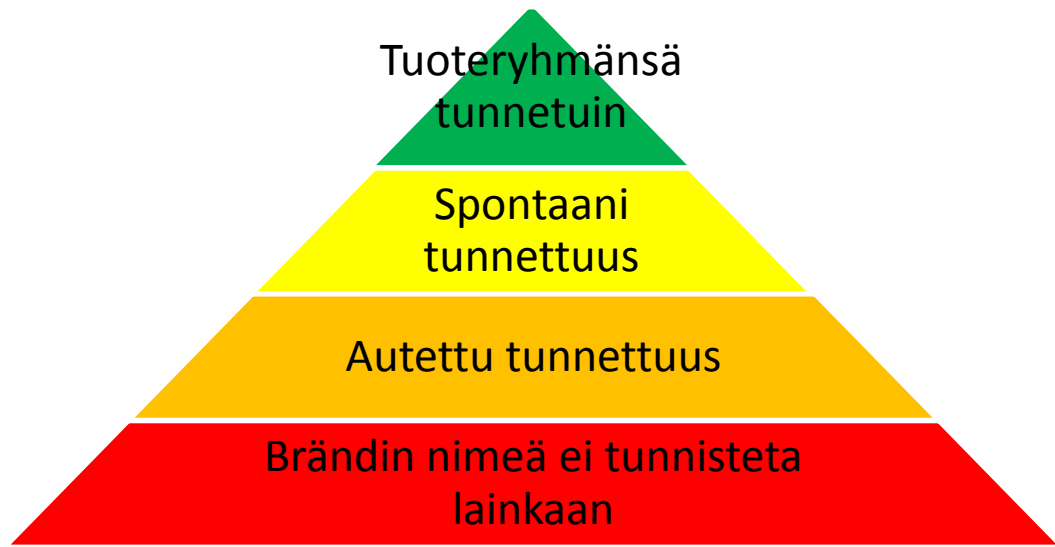 Tuoteryhmänsä
tunnetuin
Spontaani
tunnettuus
Autettu tunnettuus
Brändin nimeä ei tunnisteta
lainkaan